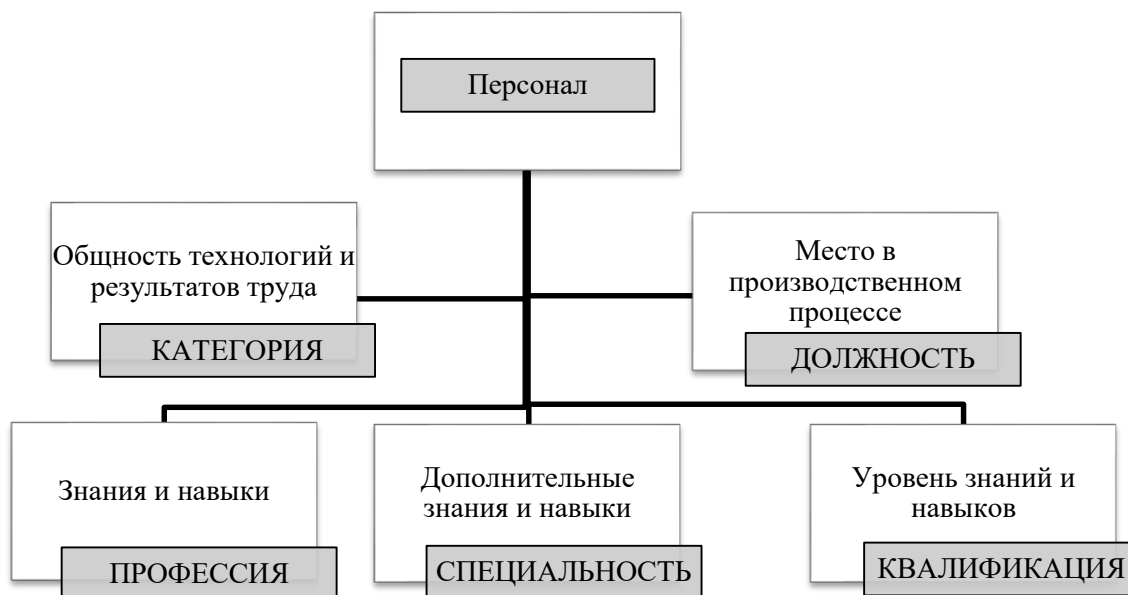 Персонал
Общность технологий и
результатов труда
КАТЕГОРИЯ
Место в
производственном
процессе
ДОЛЖНОСТЬ
Знания и навыки
ПРОФЕССИЯ
Дополнительные
знания и навыки
СПЕЦИАЛЬНОСТЬ
Уровень знаний и
навыков
КВАЛИФИКАЦИЯ